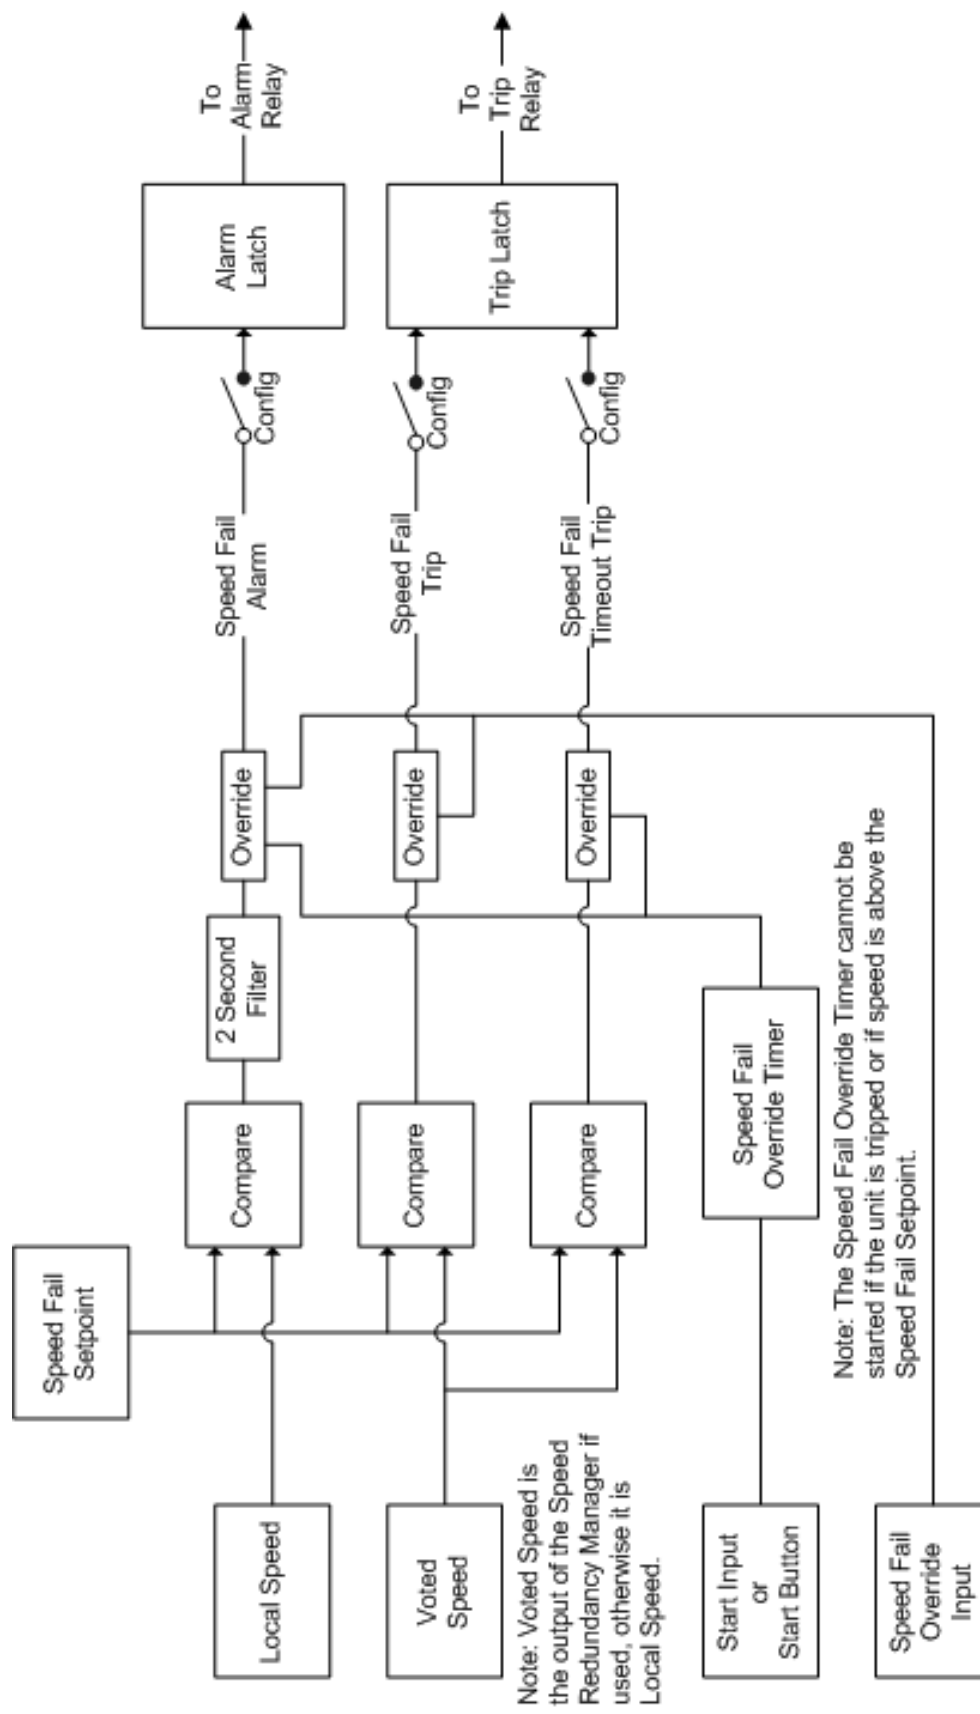 Speed Fail
Setpoint
Local Speed
Compare
2 Second
Filter
Override
Speed Fail
Alarm
Config
Alarm
Latch
To
Alarm
Relay
Voted
Speed
Compare
Override
Speed Fail
Trip
Config
Trip Latch
To
Trip
Relay
Note: Voted Speed is
the output of the Speed
Redundancy Manager if
used, otherwise it is
Local Speed.
Compare
Override
Speed Fail
Timeout Trip
Config
Start Input
or
Start Button
Speed Fail
Override Timer
Note: The Speed Fail Override Timer cannot be
started if the unit is tripped or if speed is above the
Speed Fail Setpoint.
Speed Fail
Override
Input